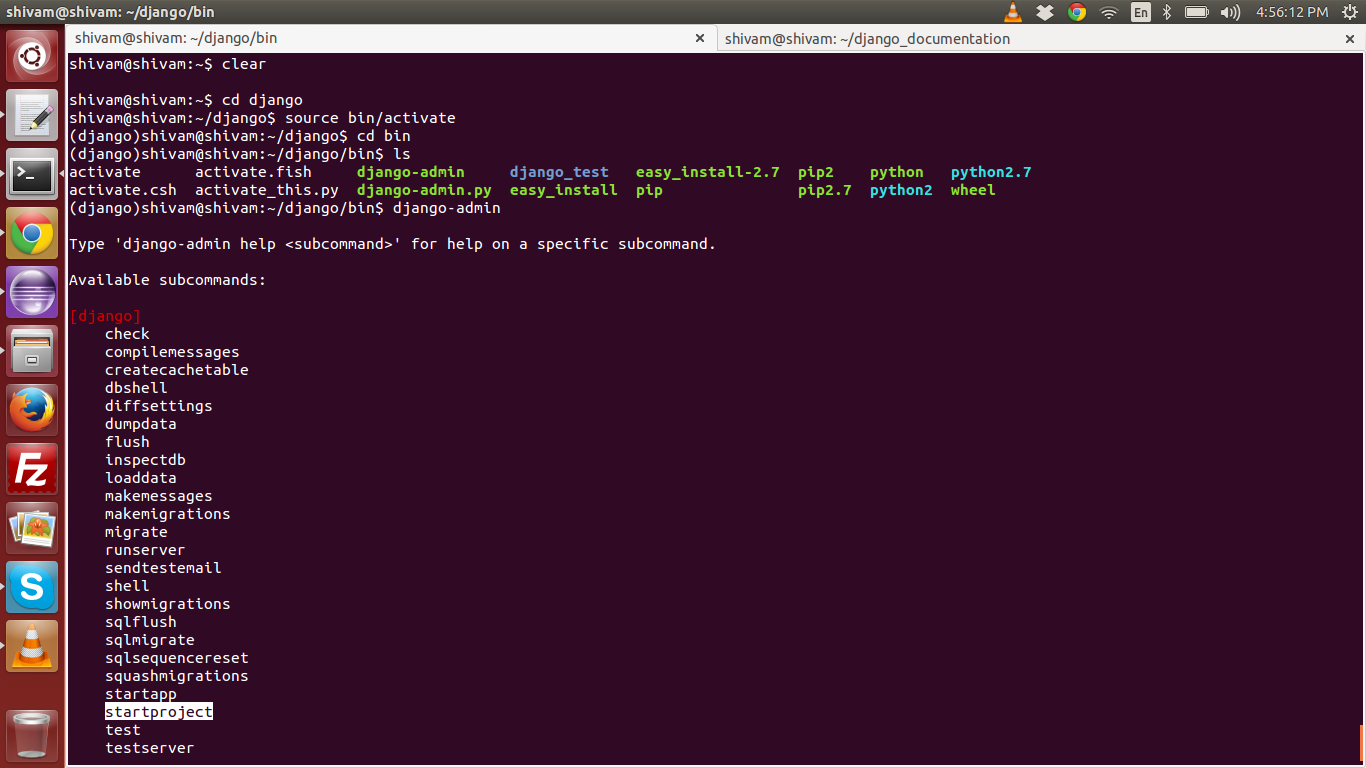 shivam@shivam: ~/django/bin
En
4:56:12 PM
shivam@shivam: ~/django/bin
shivam@shivam: ~/django_documentation
shivam@shivam:~$ clear
shivam@shivam:~$ cd django
shivam@shivam:~/django$ source bin/activate
(django)shivam@shivam:~/django$ cd bin
(django)shivam@shivam:~/django/bin$ ls
activate      activate.fish     django-admin     django_test   easy_install-2.7  pip2    python   python2.7
activate.csh  activate_this.py  django-admin.py  easy_install  pip               pip2.7  python2  wheel
(django)shivam@shivam:~/django/bin$ django-admin
Type 'django-admin help <subcommand>' for help on a specific subcommand.
Available subcommands:
[django]
    check
    compilemessages
    createcachetable
    dbshell
    diffsettings
    dumpdata
    flush
    inspectdb
    loaddata
    makemessages
    makemigrations
    migrate
    runserver
    sendtestemail
    shell
    showmigrations
    sqlflush
    sqlmigrate
    sqlsequencereset
    squashmigrations
    startapp
    startproject
    test
    testserver
Fz
S